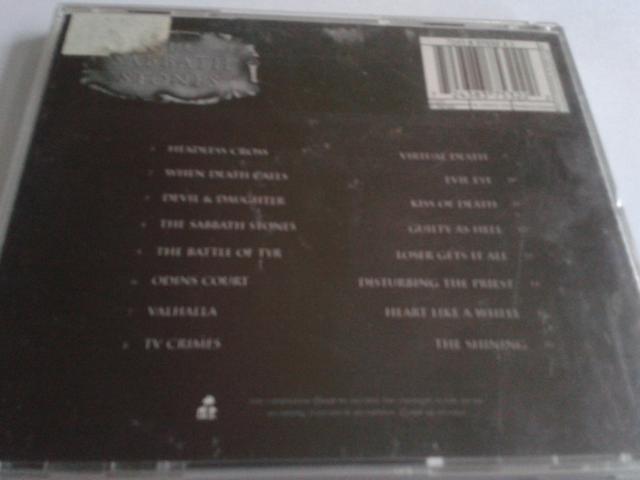 SABBATH
STONES
HEADLESS CROSS
WHEN DEATH CALLS
DEVIL & DAUGHTER
THE SABBATH STONES
THE BATTLE OF TYR
ODIN'S COURT
VALHALLA
TV CRIMES
VIRTUAL DEATH
EVIL EYE
KISS OF DEATH
GUILTY AS HELL
LOSER GETS IT ALL
DISTURBING THE PRIEST
HEART LIKE A WHEEL
THE SHINING